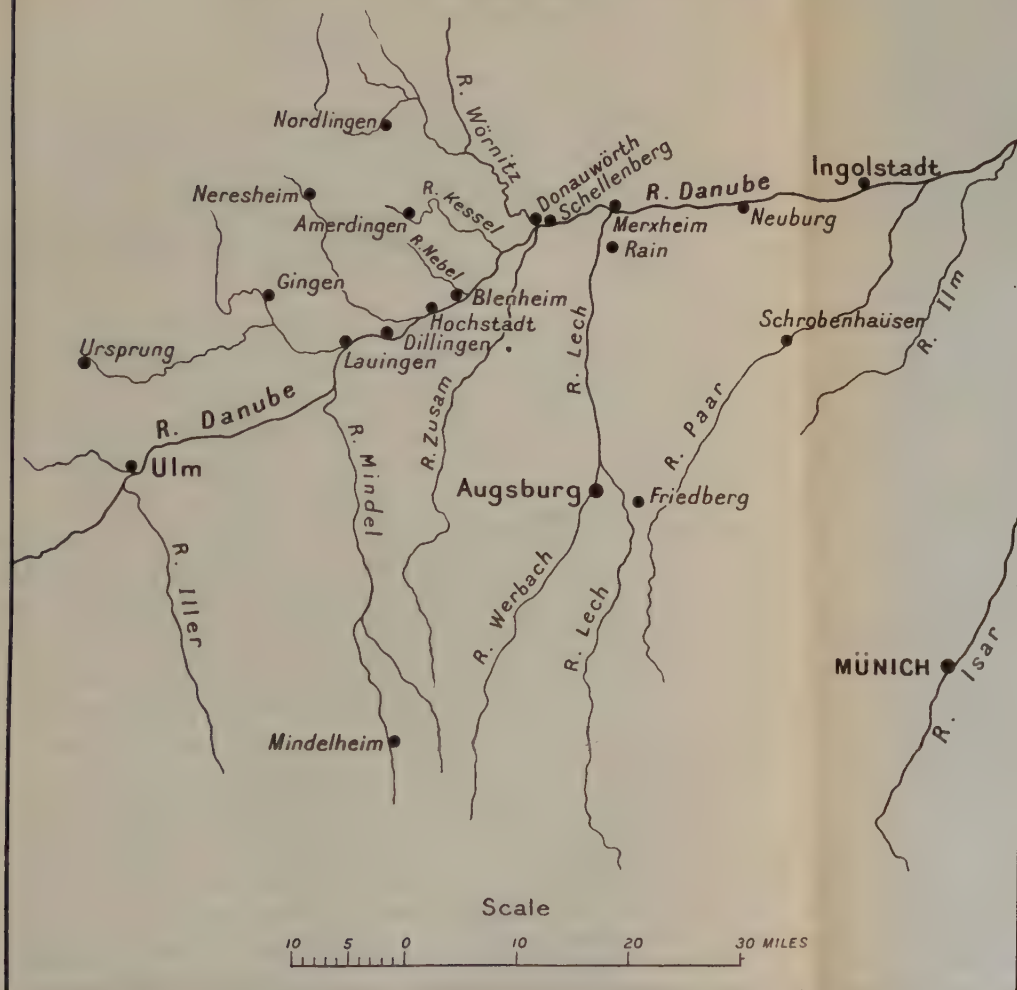 R. Wörnitz
Nordlingen
Donauwörth
Schellenberg
Ingolstadt
R. Danube
Neresheim
Amerdingen
R. Kessel
Merxheim
Neuburg
Rain
R. Nebel
Gingen
Blenheim
Hochstadt
Dillingen
Lauingen
Ursprung
R. Lech
Schrobenhaüsen
R. Ilm
R. Danube
R. Zusam
R. Paar
R. Mindel
Ulm
Augsburg
Friedberg
R. Iller
R. Werbach
R. Lech
MÜNICH
R. Isar
Mindelheim
Scale
10 5 0 10 20 30 MILES